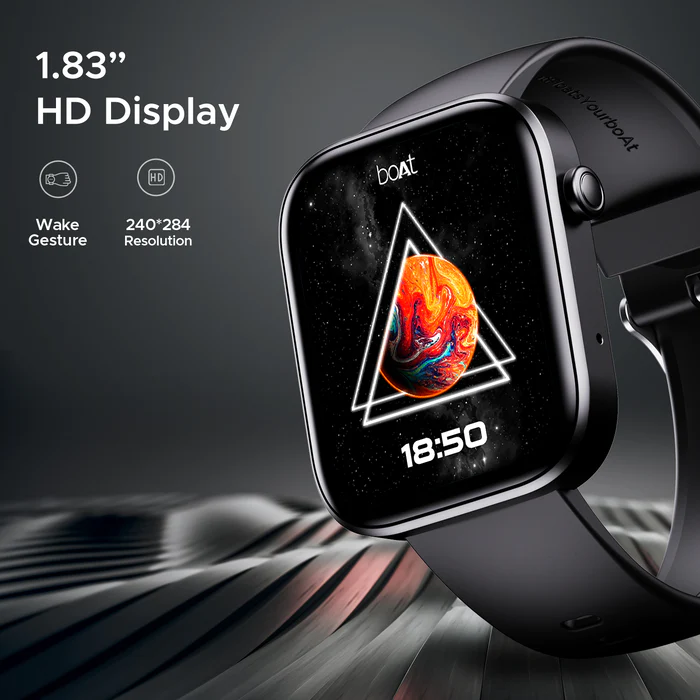 1.83”
HD Display
HD
Wake
Gesture
240*284
Resolution
boAt
18:50